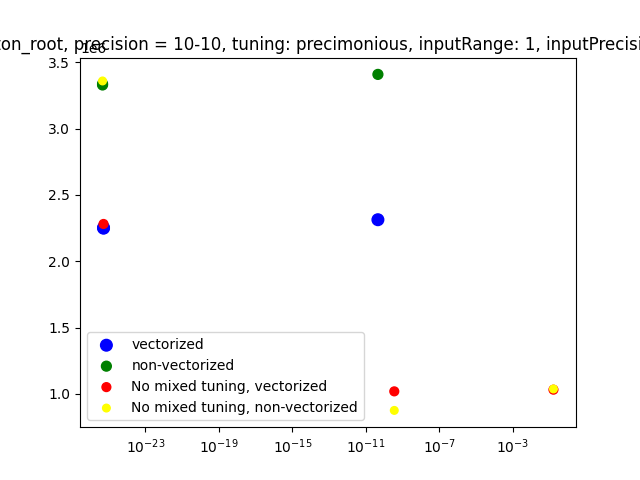 on_root, precision = 10-10, tuning: precimonious, inputRange: 1, inputPrecisi
1e6
3.5
3.0
2.5
2.0
1.5
1.0
vectorized
non-vectorized
No mixed tuning, vectorized
No mixed tuning, non-vectorized
10⁻²³ 10⁻¹⁹ 10⁻¹⁵ 10⁻¹¹ 10⁻⁷ 10⁻³